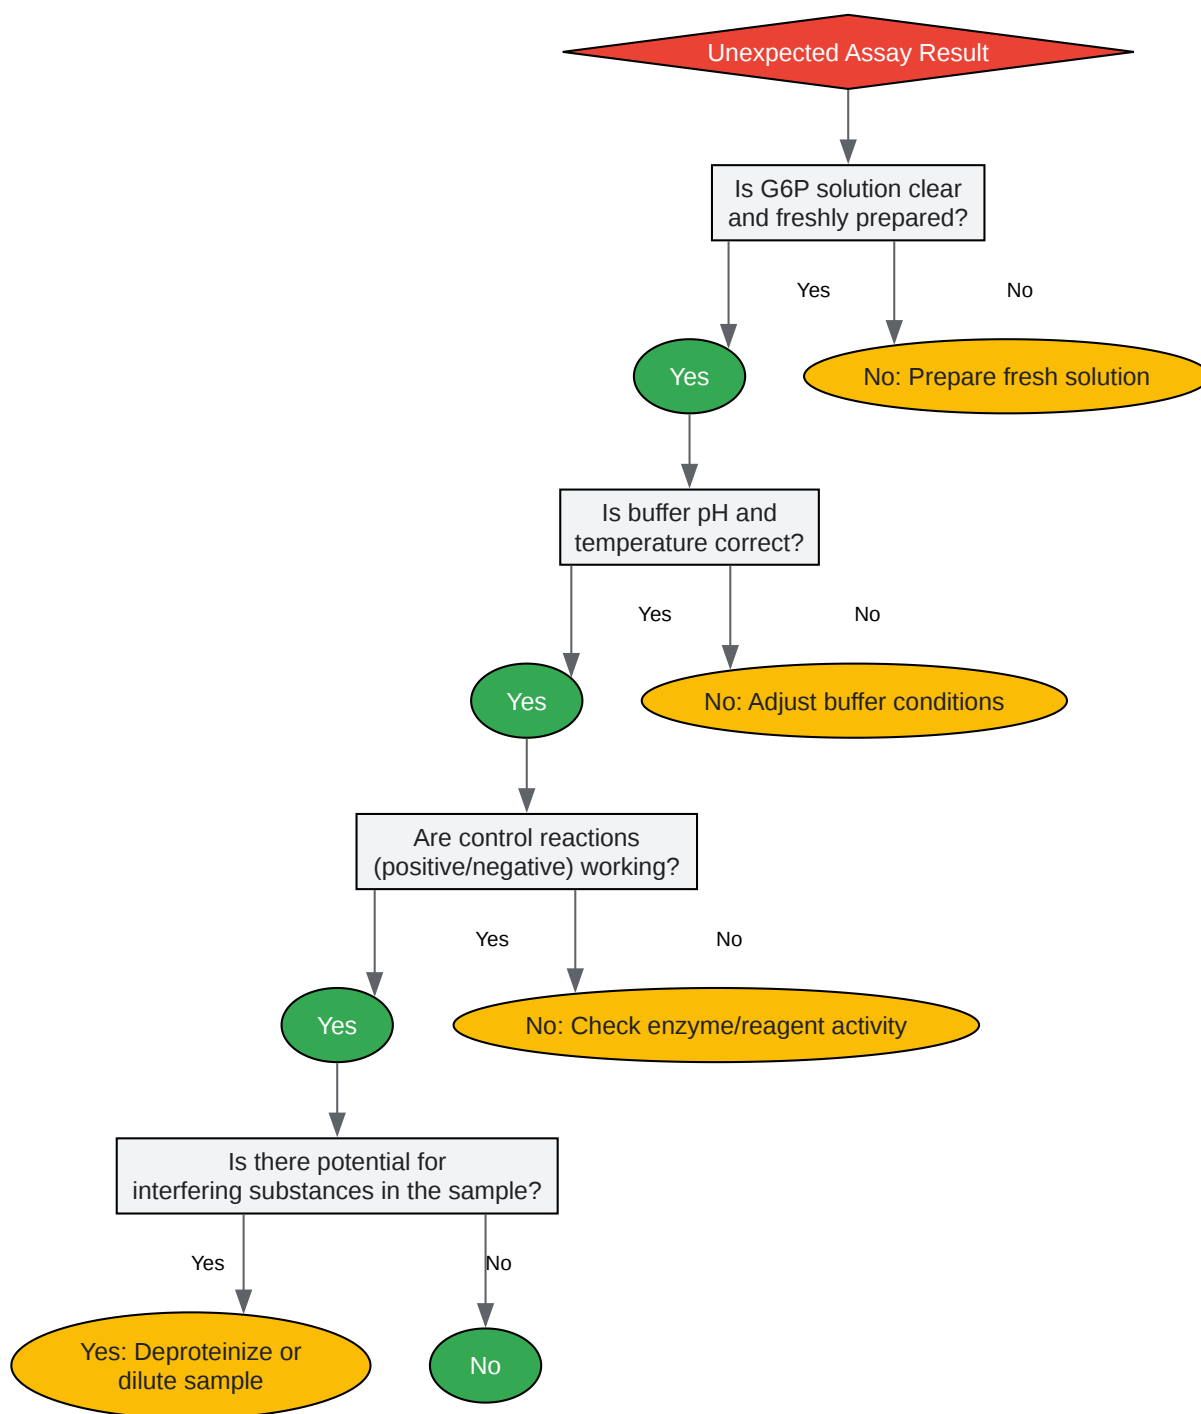 Unexpected Assay Result
Is G6P solution clear
and freshly prepared?
Yes
No
Yes
No: Prepare fresh solution
Is buffer pH and
temperature correct?
Yes
No
Yes
No: Adjust buffer conditions
Are control reactions
(positive/negative) working?
Yes
No
Yes
No: Check enzyme/reagent activity
Is there potential for
interfering substances in the sample?
Yes
No
Yes: Deproteinize or
dilute sample
No